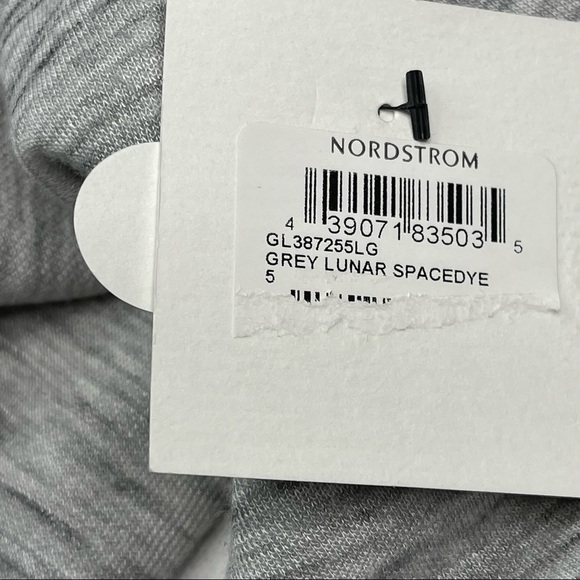 NORDSTROM
4 39071 83503 5
GL387255LG
GREY LUNAR SPACEDYE
5